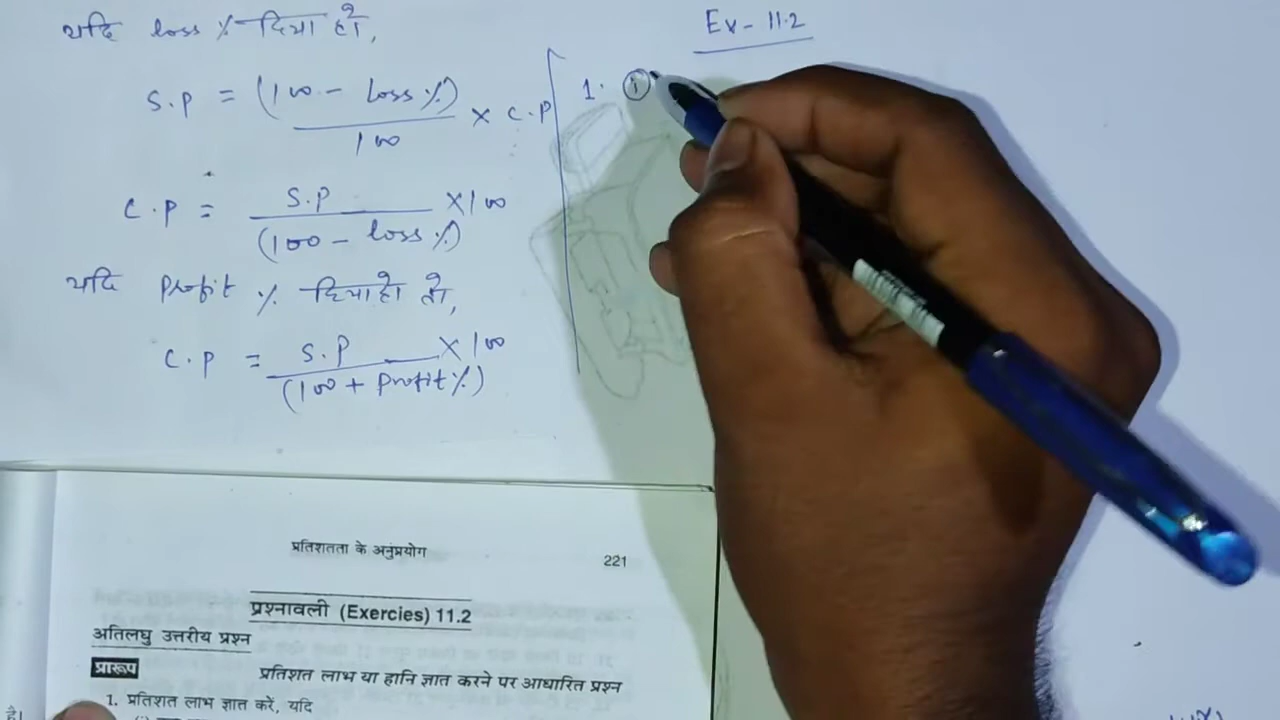 यदि loss % दिया हो,
S.P = (100 - loss %) / 100 × C.P
C.P = S.P / (100 - loss %) × 100
यदि Profit % दिया हो तो,
C.P = S.P / (100 + Profit %) × 100
Ex - 11.2
1. (i)
प्रतिशतता के अनुप्रयोग 221
प्रश्नावली (Exercies) 11.2
अतिलघु उत्तरीय प्रश्न
प्रारूप प्रतिशत लाभ या हानि ज्ञात करने पर आधारित प्रश्न
1. प्रतिशत लाभ ज्ञात करें, यदि
है।